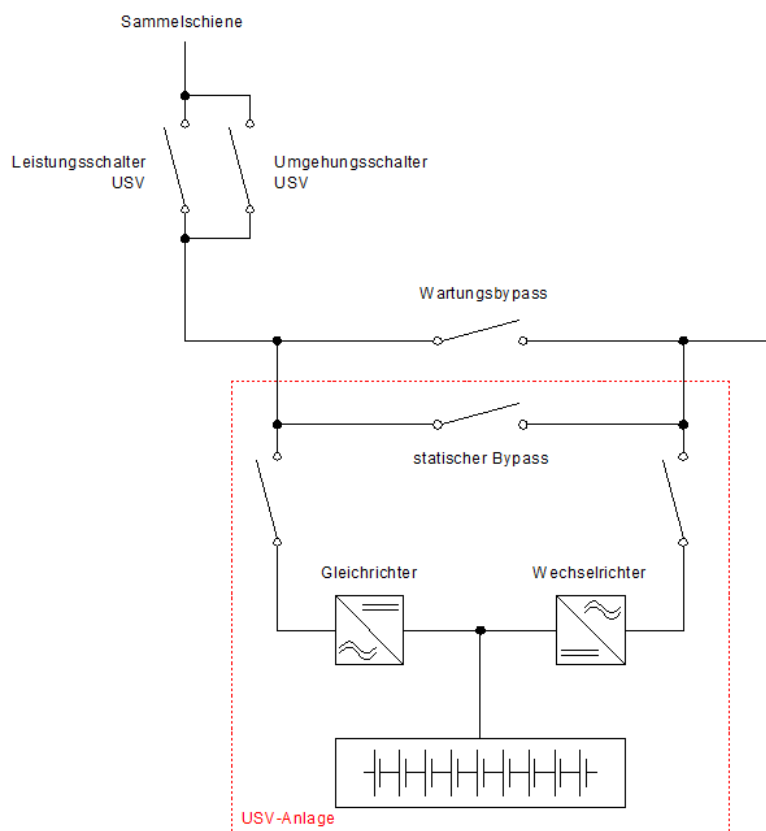 Sammelschiene
Leistungsschalter
USV
Umgehungsschalter
USV
Wartungsbypass
statischer Bypass
Gleichrichter
Wechselrichter
USV-Anlage